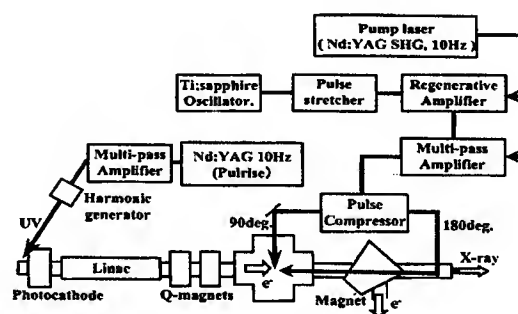 Pump laser
( Nd:YAG SHG, 10Hz )
Ti:sapphire
Oscillator.
Pulse
stretcher
Regenerative
Amplifier
Multi-pass
Amplifier
Nd:YAG 10Hz
(Pulrise)
Multi-pass
Amplifier
Harmonic
generator
Pulse
Compressor
90deg.
180deg.
UV
X-ray
Linac
e-
Photocathode
Q-magnets
Magnet
e-